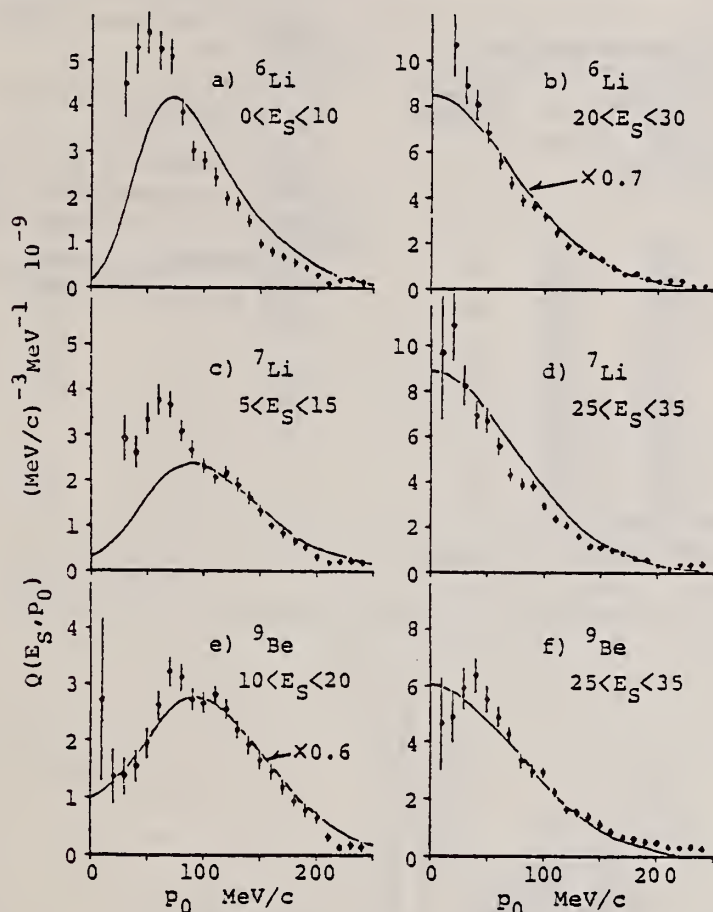 a) ⁶Li
0<E_S<10
b) ⁶Li
20<E_S<30
×0.7
c) ⁷Li
5<E_S<15
d) ⁷Li
25<E_S<35
e) ⁹Be
10<E_S<20
×0.6
f) ⁹Be
25<E_S<35
Q(E_S,p₀) (MeV/c)⁻³MeV⁻¹ 10⁻⁹
5
4
3
2
1
0
10
8
6
4
2
0
5
4
3
2
1
0
10
8
6
4
2
0
4
3
2
1
0
8
6
4
2
0
0 100 200
p₀ MeV/c
0 100 200
p₀ MeV/c